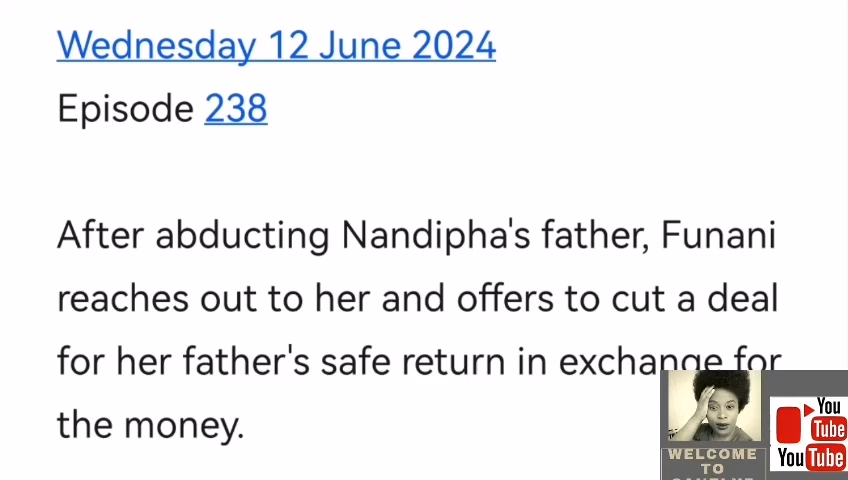 Wednesday 12 June 2024
Episode 238
After abducting Nandipha's father, Funani
reaches out to her and offers to cut a deal
for her father's safe return in exchange for
the money.
WELCOME
TO
You
Tube
YouTube